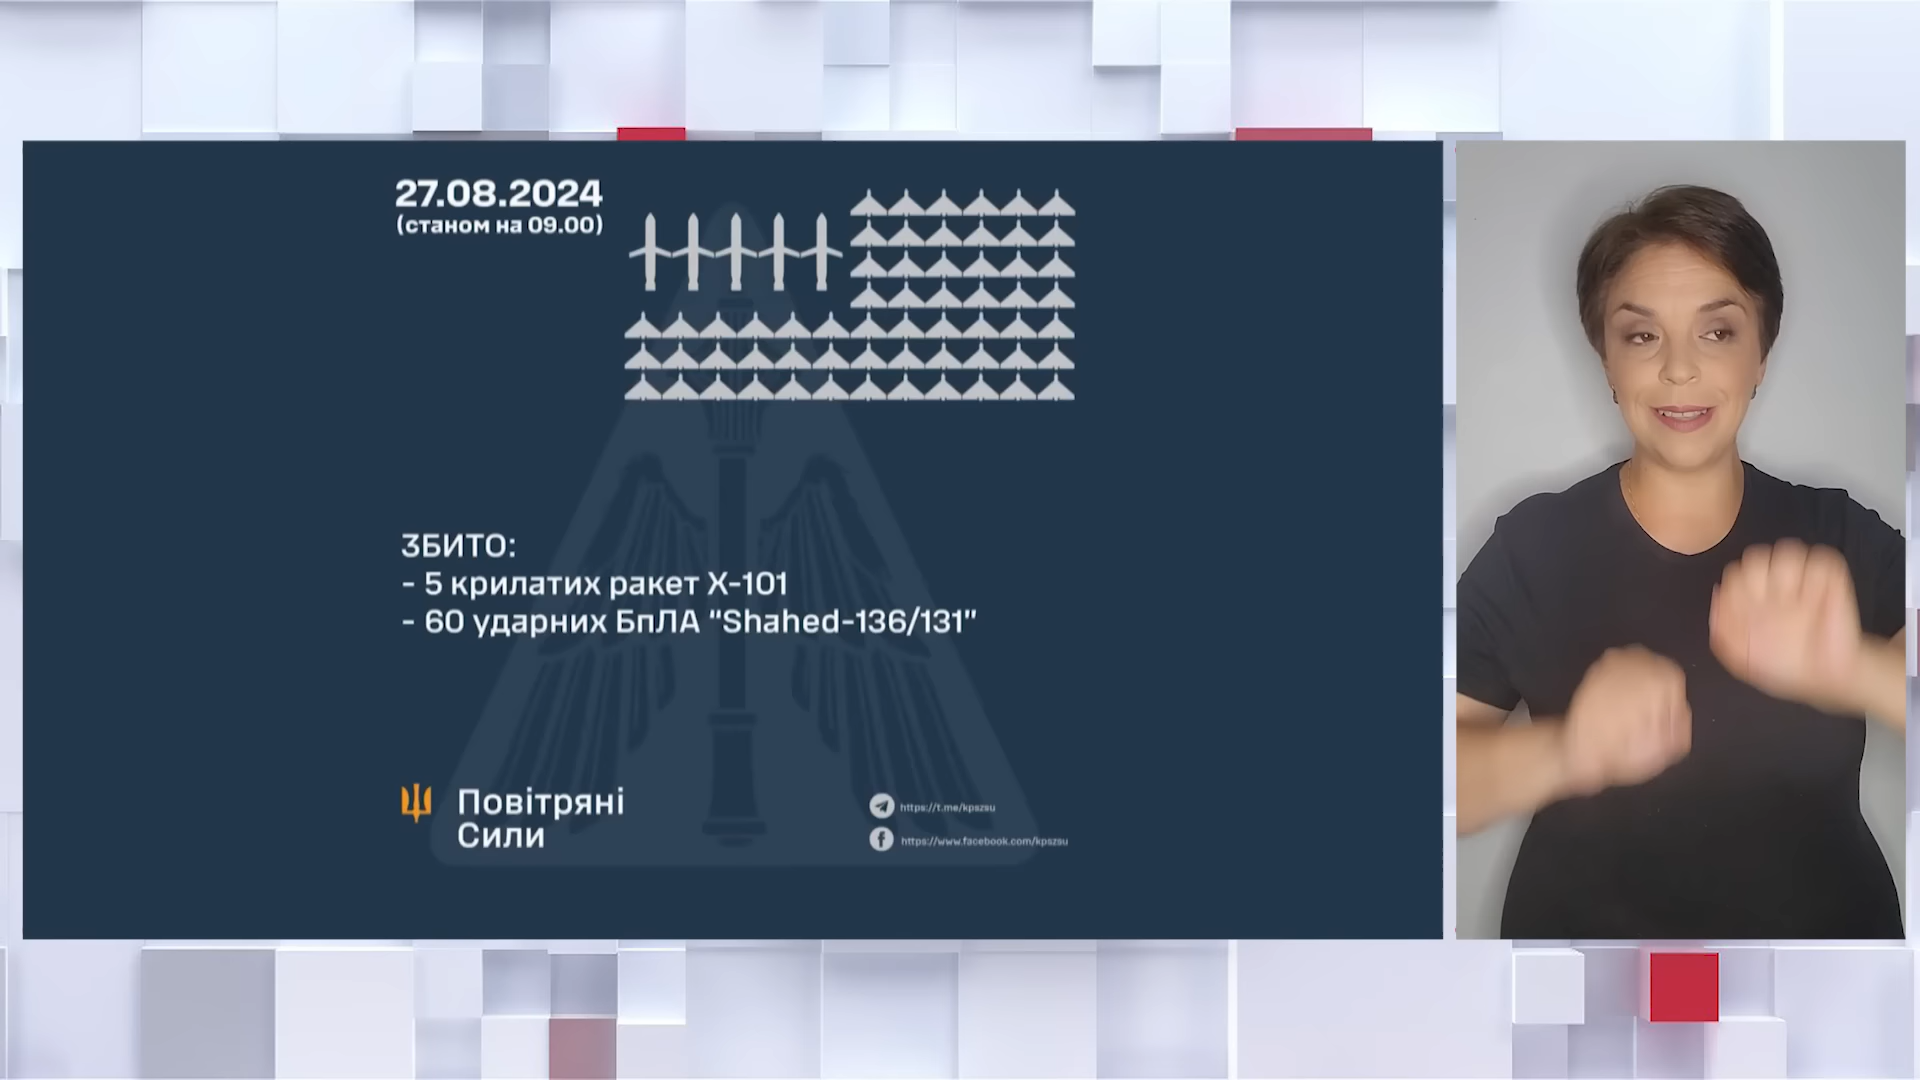 27.08.2024
(станом на 09.00)
ЗБИТО:
- 5 крилатих ракет Х-101
- 60 ударних БпЛА "Shahed-136/131"
Повітряні
Сили
https://t.me/kpszsu
https://www.facebook.com/kpszsu